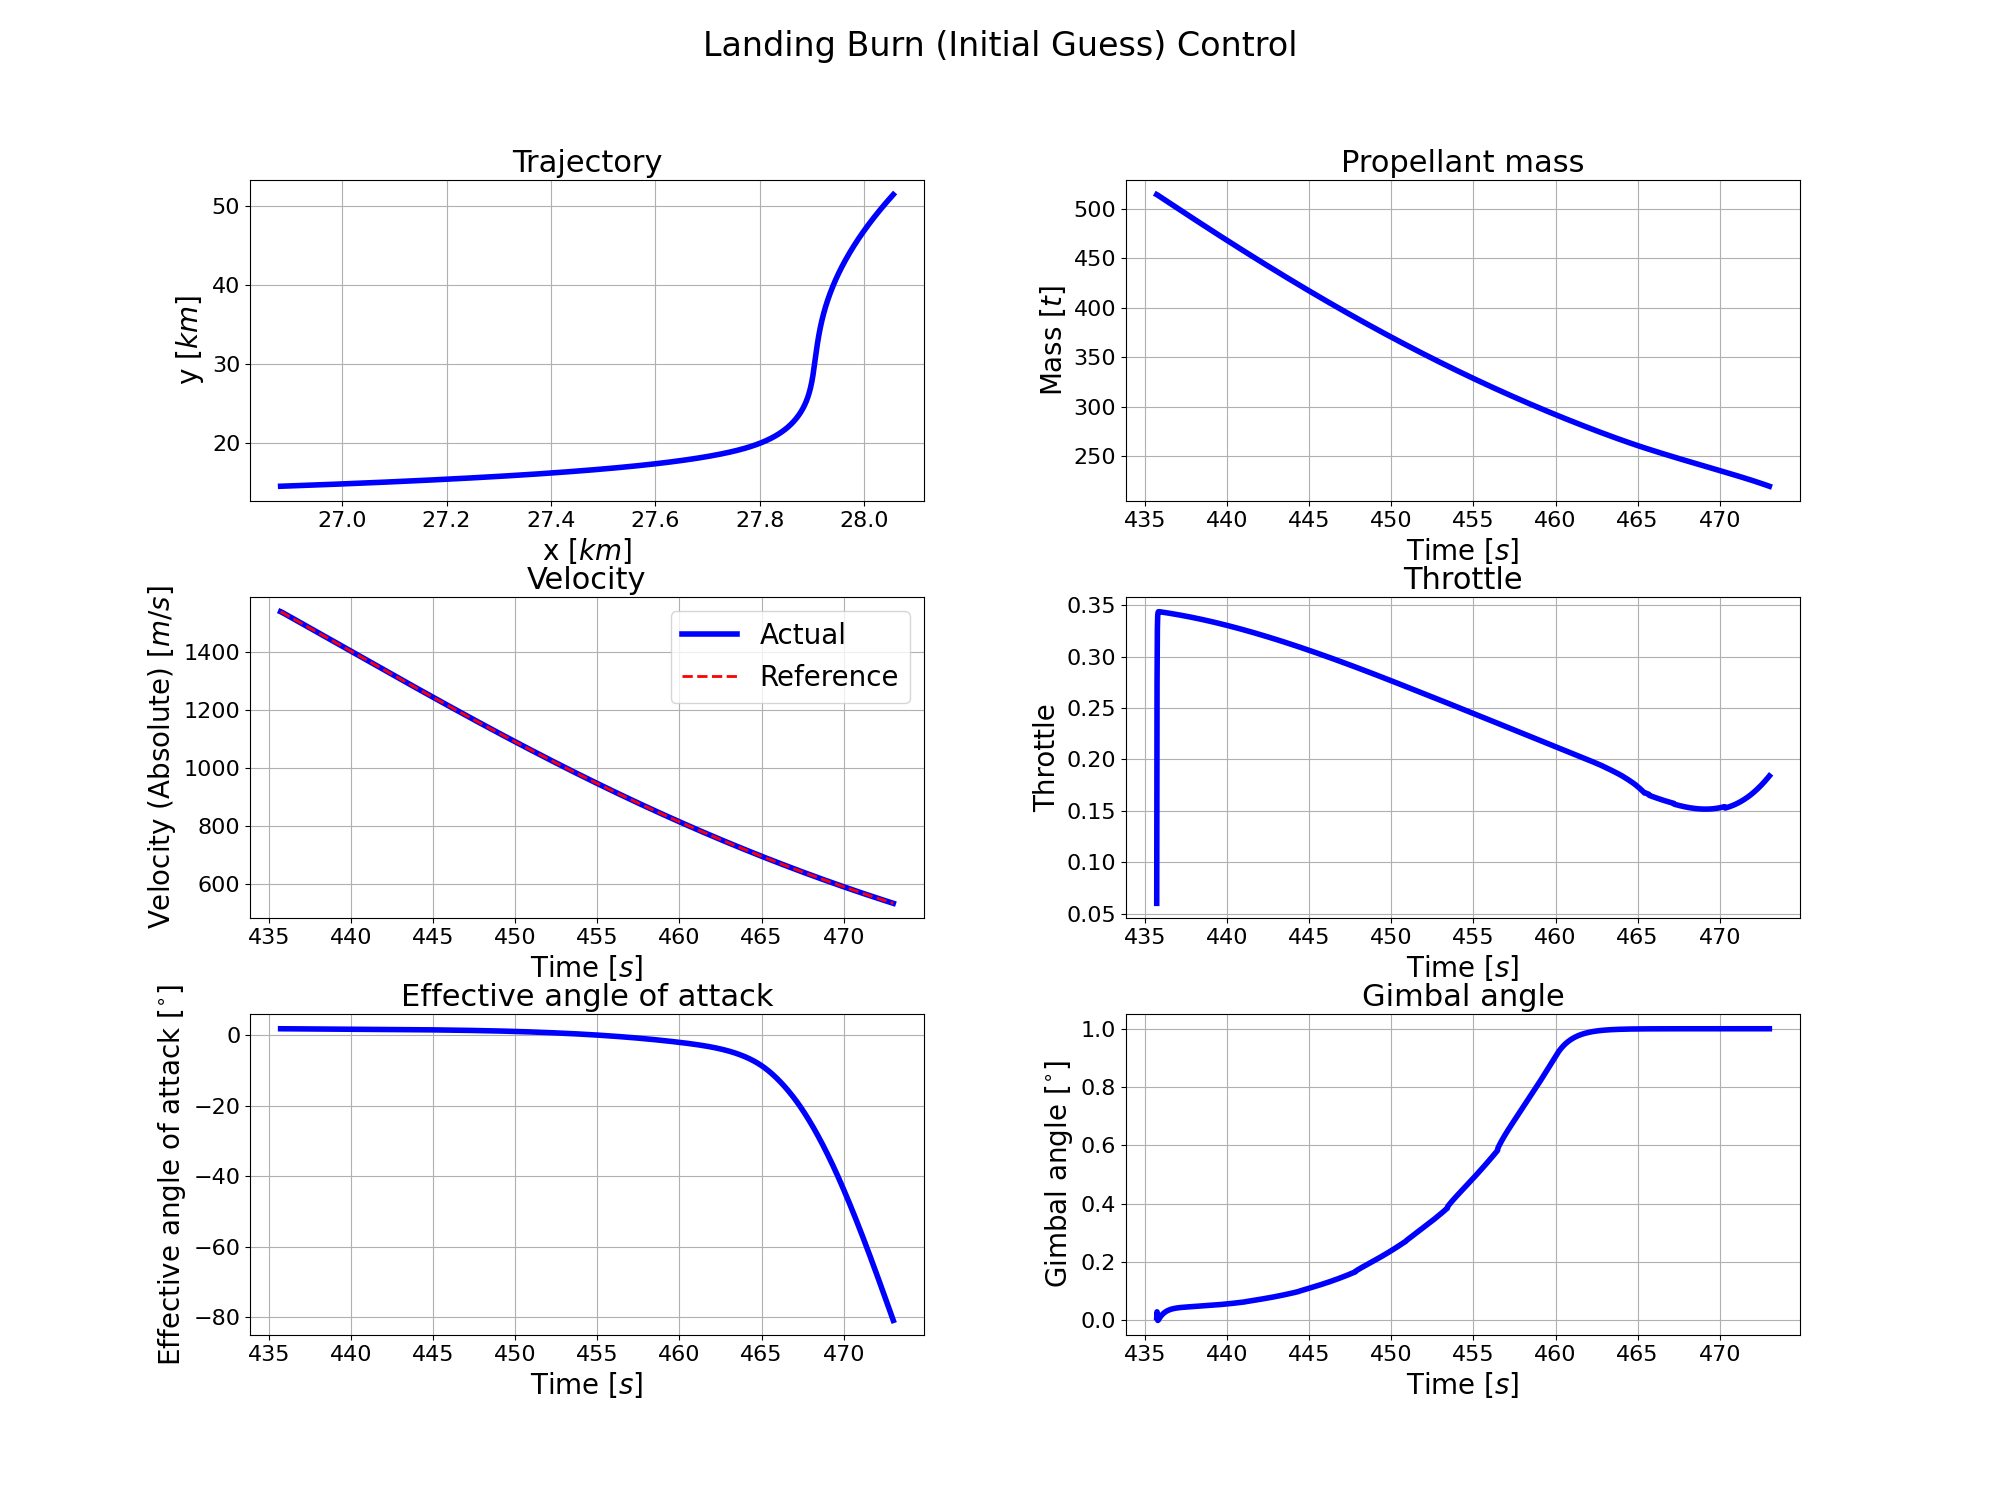 Landing Burn (Initial Guess) Control
Trajectory
y [km]
50
40
30
20
27.0 27.2 27.4 27.6 27.8 28.0
x [km]
Propellant mass
Mass [t]
500
450
400
350
300
250
435 440 445 450 455 460 465 470
Time [s]
Velocity
Velocity (Absolute) [m/s]
1400
1200
1000
800
600
Actual
Reference
435 440 445 450 455 460 465 470
Time [s]
Throttle
Throttle
0.35
0.30
0.25
0.20
0.15
0.10
0.05
435 440 445 450 455 460 465 470
Time [s]
Effective angle of attack
Effective angle of attack [°]
0
−20
−40
−60
−80
435 440 445 450 455 460 465 470
Time [s]
Gimbal angle
Gimbal angle [°]
1.0
0.8
0.6
0.4
0.2
0.0
435 440 445 450 455 460 465 470
Time [s]